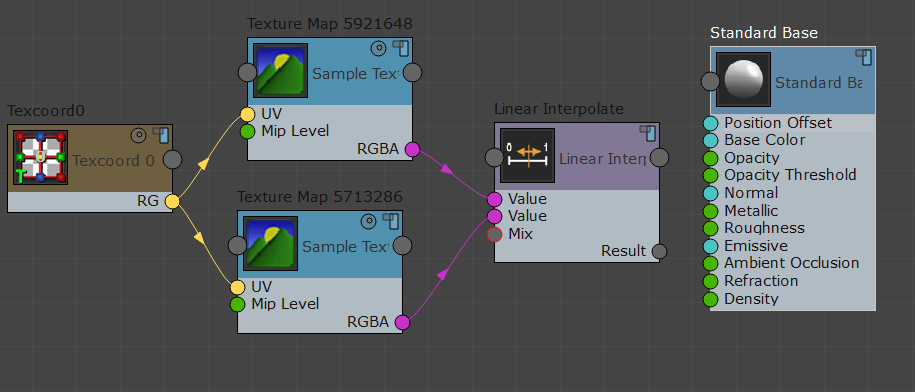 Texture Map 5921648
Sample Text
UV
Mip Level
RGBA
Texcoord0
Texcoord 0
RG
Texture Map 5713286
Sample Text
UV
Mip Level
RGBA
Linear Interpolate
0 1
Linear Interp
Value
Value
Mix
Result
Standard Base
Standard Ba
Position Offset
Base Color
Opacity
Opacity Threshold
Normal
Metallic
Roughness
Emissive
Ambient Occlusion
Refraction
Density